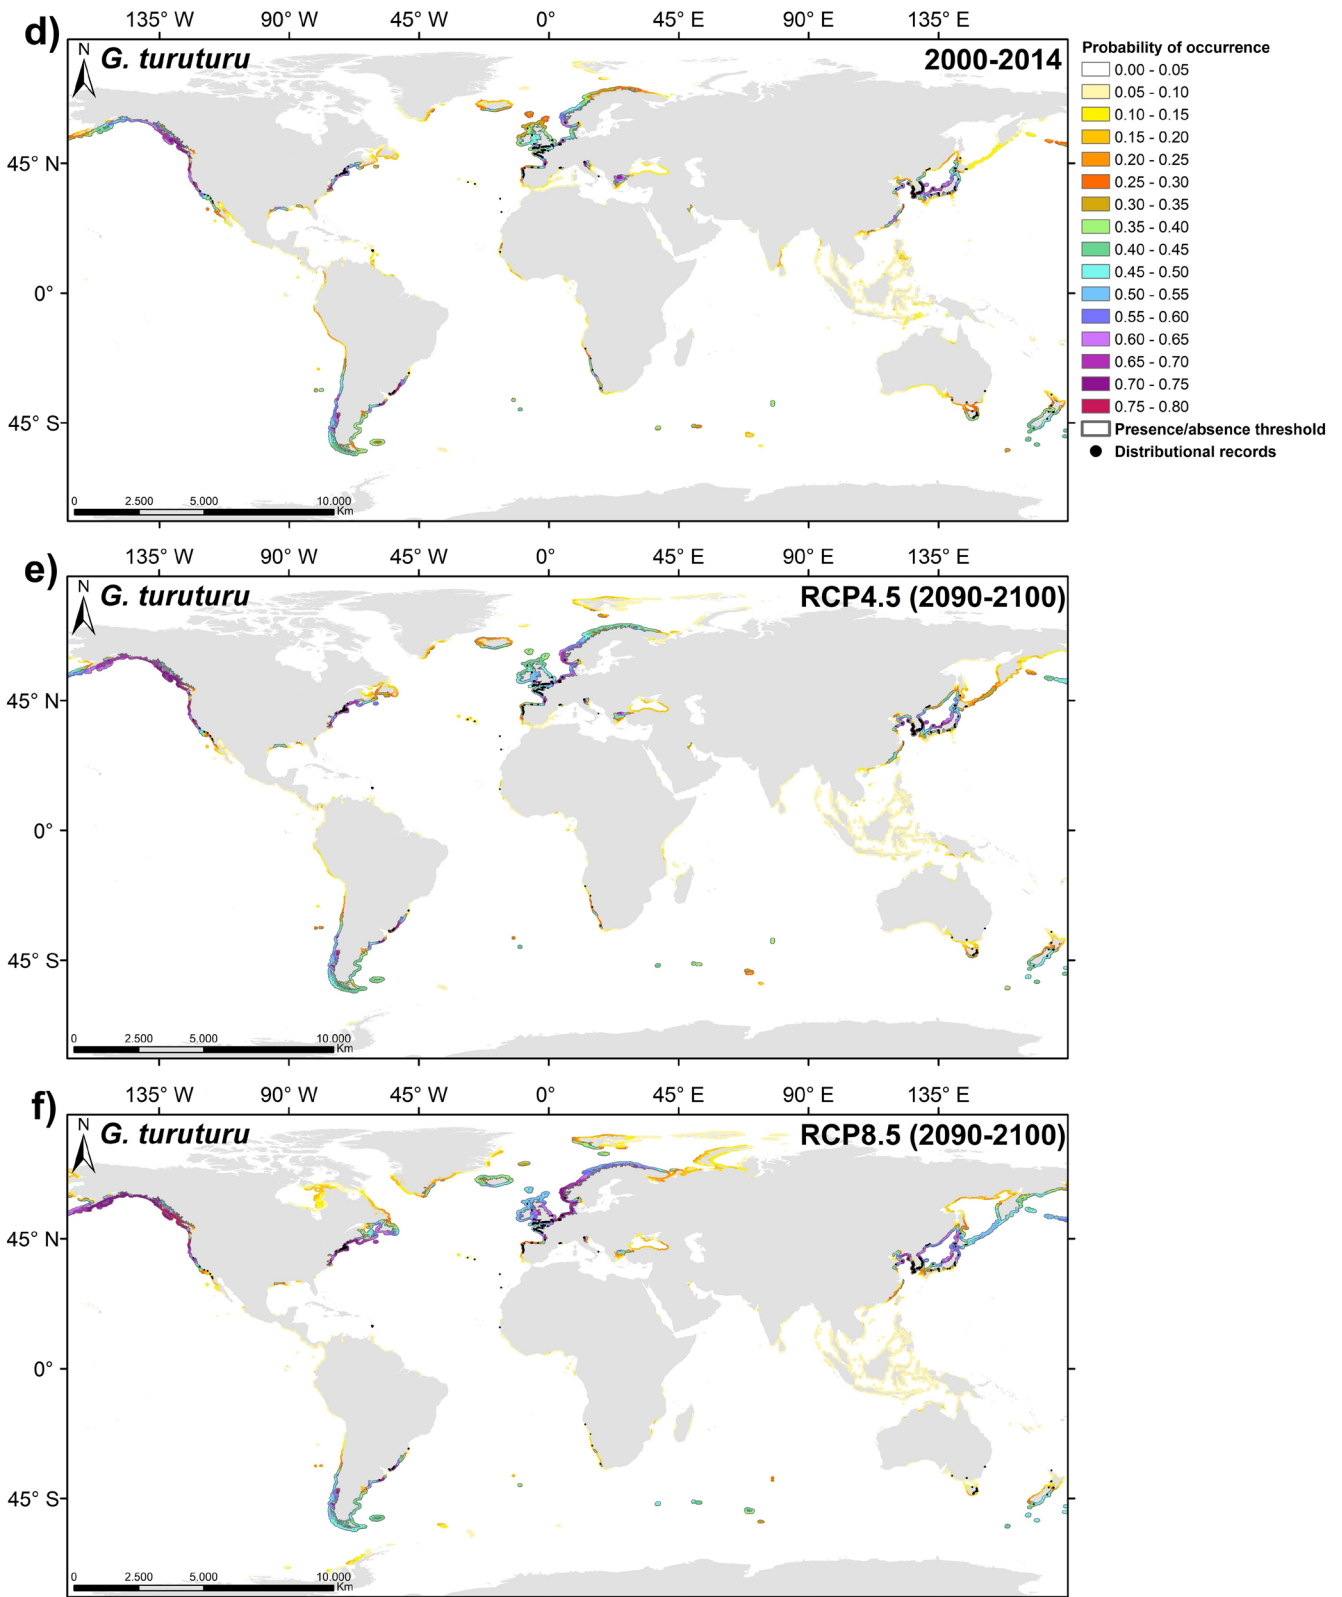 135° W 90° W 45° W 0° 45° E 90° E 135° E
d)
N
G. turuturu
2000-2014
45° N
0°
45° S
0 2.500 5.000 10.000
Km
Probability of occurrence
0.00 - 0.05
0.05 - 0.10
0.10 - 0.15
0.15 - 0.20
0.20 - 0.25
0.25 - 0.30
0.30 - 0.35
0.35 - 0.40
0.40 - 0.45
0.45 - 0.50
0.50 - 0.55
0.55 - 0.60
0.60 - 0.65
0.65 - 0.70
0.70 - 0.75
0.75 - 0.80
Presence/absence threshold
Distributional records
135° W 90° W 45° W 0° 45° E 90° E 135° E
e)
N
G. turuturu
RCP4.5 (2090-2100)
45° N
0°
45° S
0 2.500 5.000 10.000
Km
135° W 90° W 45° W 0° 45° E 90° E 135° E
f)
N
G. turuturu
RCP8.5 (2090-2100)
45° N
0°
45° S
0 2.500 5.000 10.000
Km